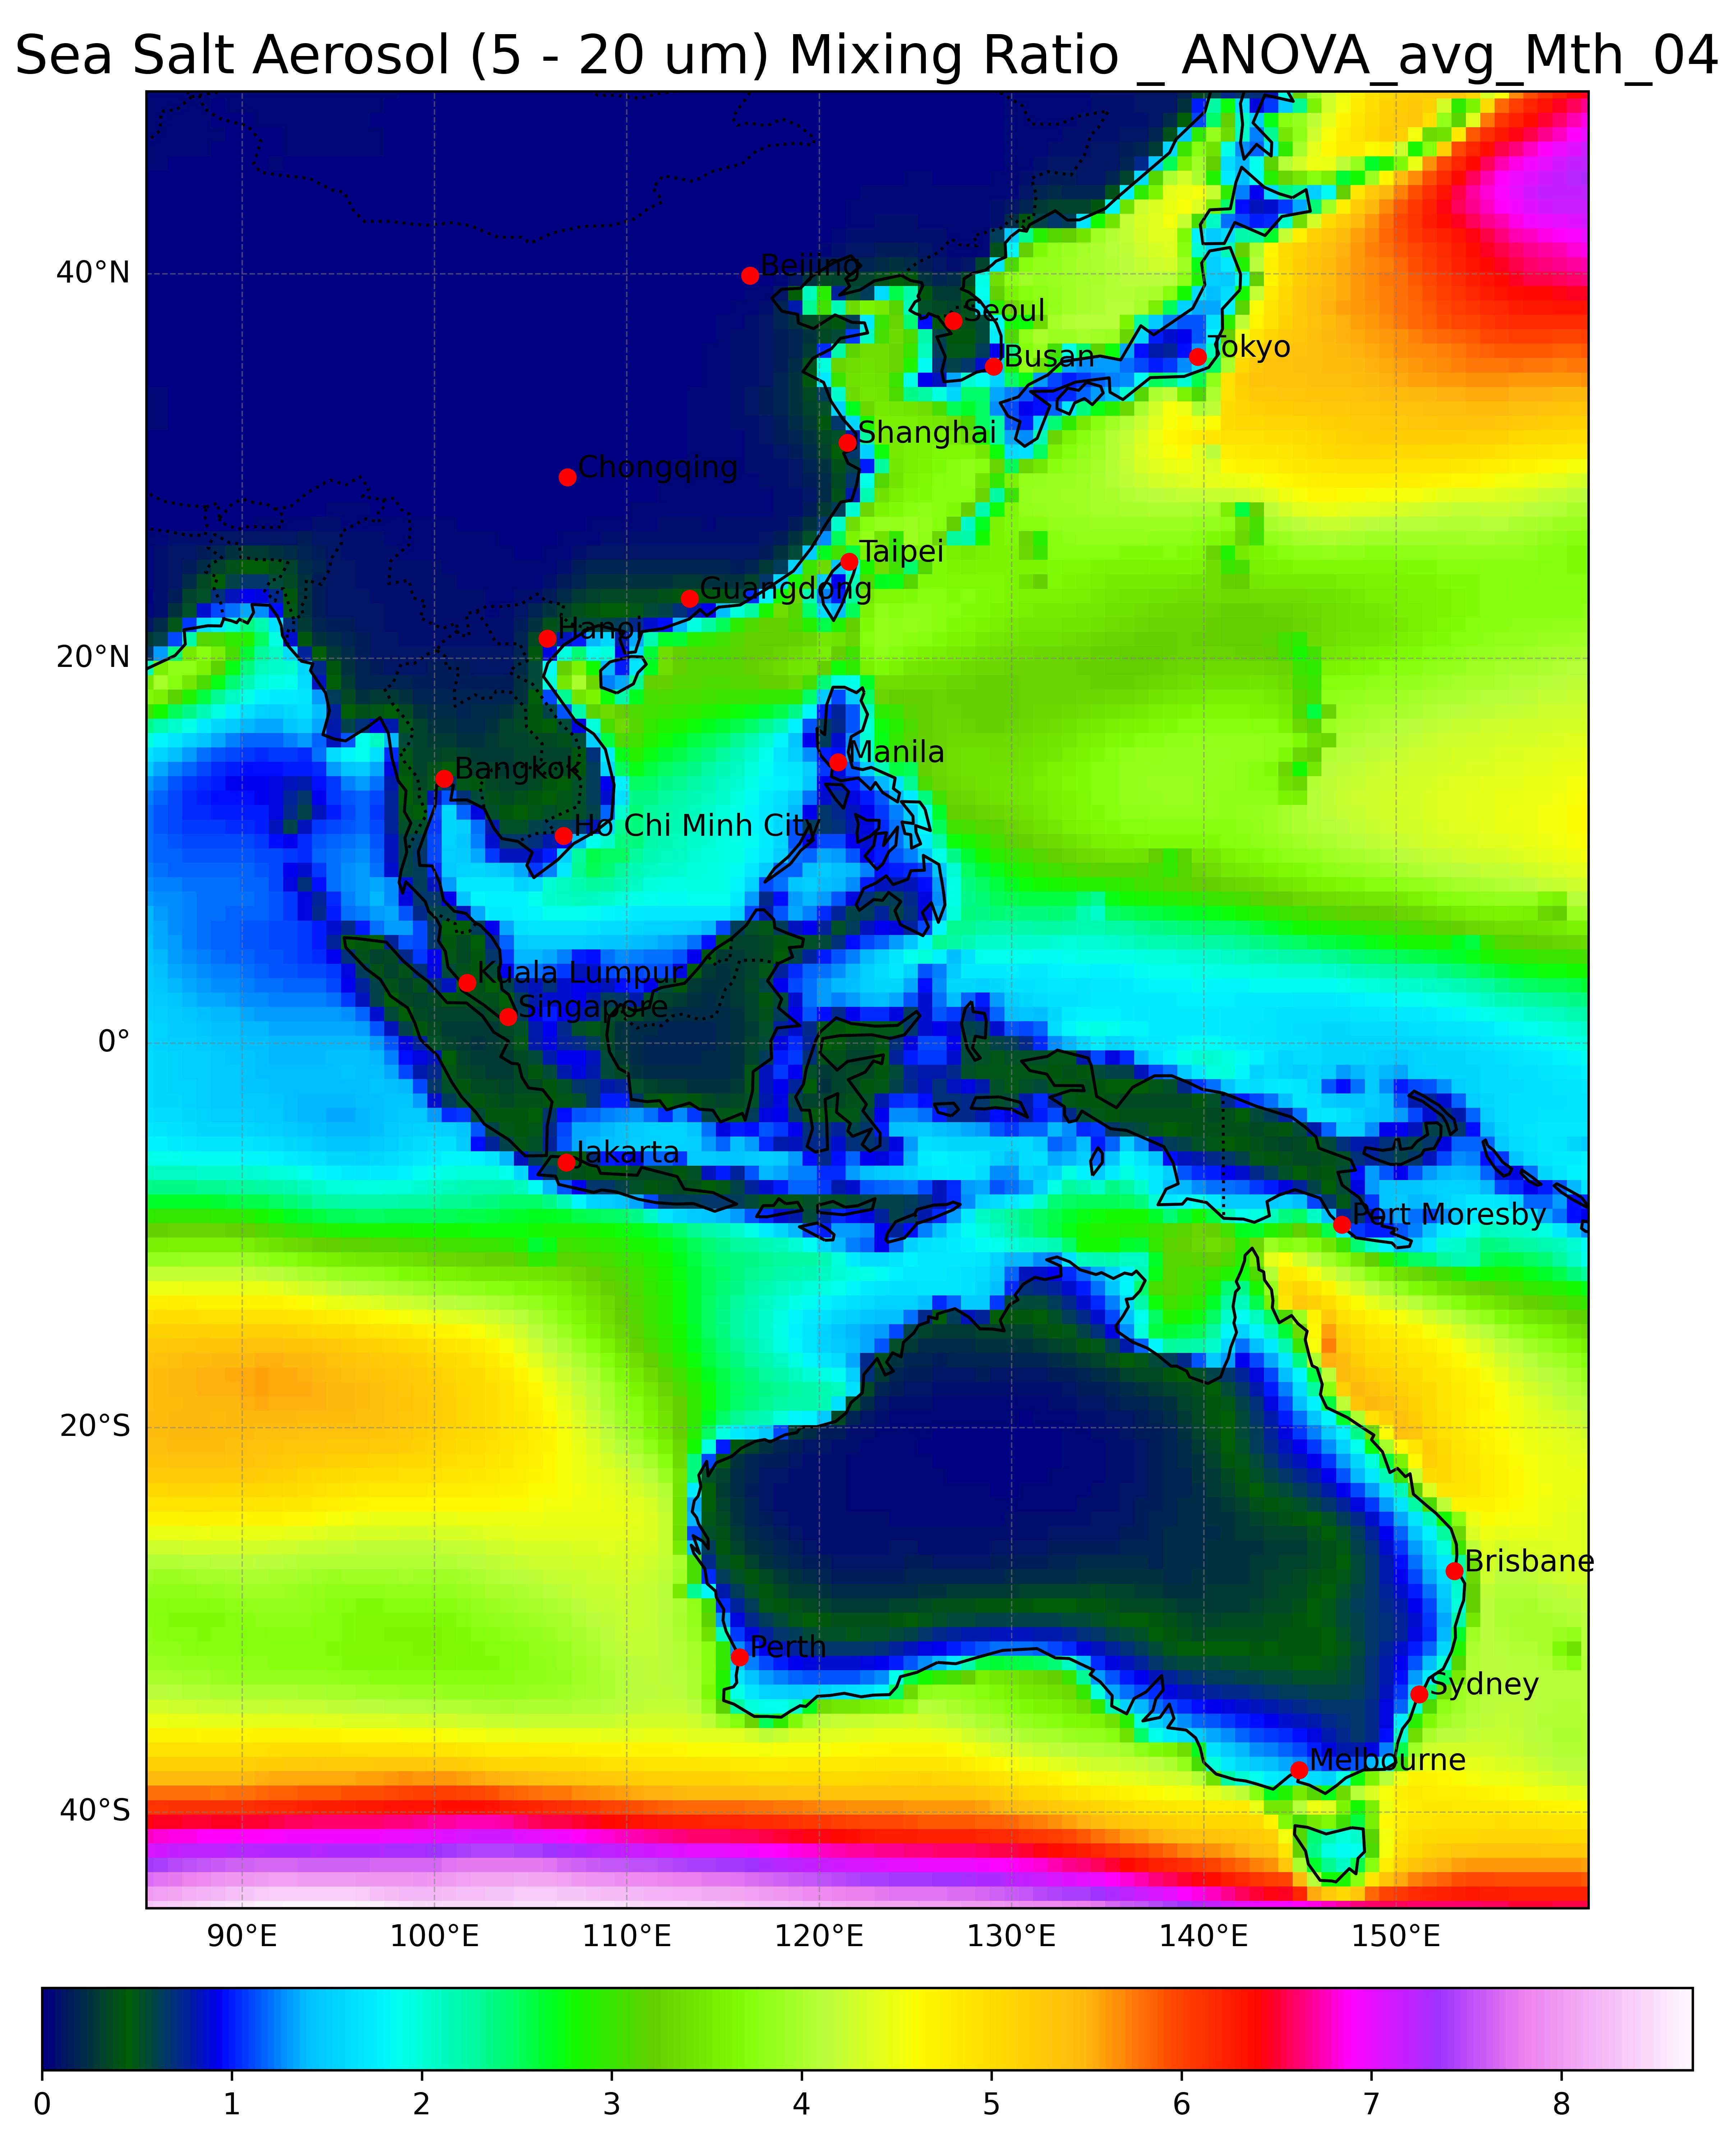 Sea Salt Aerosol (5 - 20 um) Mixing Ratio _ ANOVA_avg_Mth_04
40°N
20°N
0°
20°S
40°S
Beijing
Seoul
Busan
Tokyo
Shanghai
Chongqing
Taipei
Guangdong
Hanoi
Manila
Bangkok
Ho Chi Minh City
Kuala Lumpur
Singapore
Jakarta
Port Moresby
Brisbane
Perth
Sydney
Melbourne
90°E 100°E 110°E 120°E 130°E 140°E 150°E
0 1 2 3 4 5 6 7 8